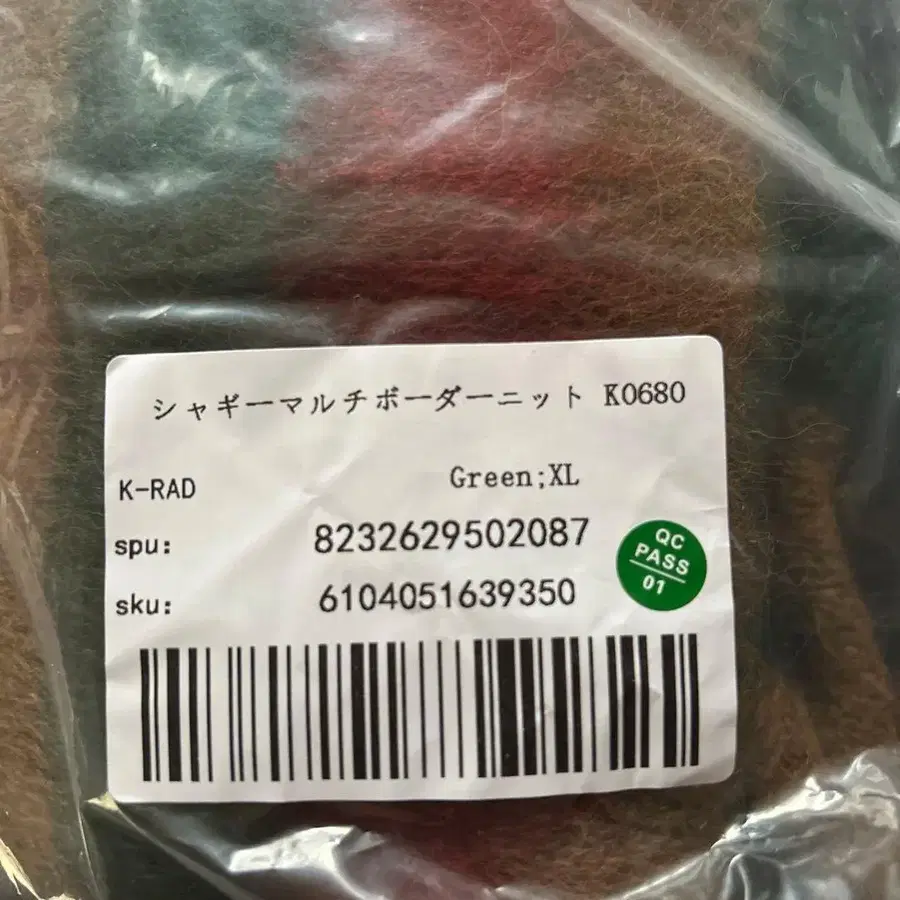 シャギーマルチボーダーニット K0680
K-RAD Green;XL
spu: 8232629502087
sku: 6104051639350
QC
PASS
01